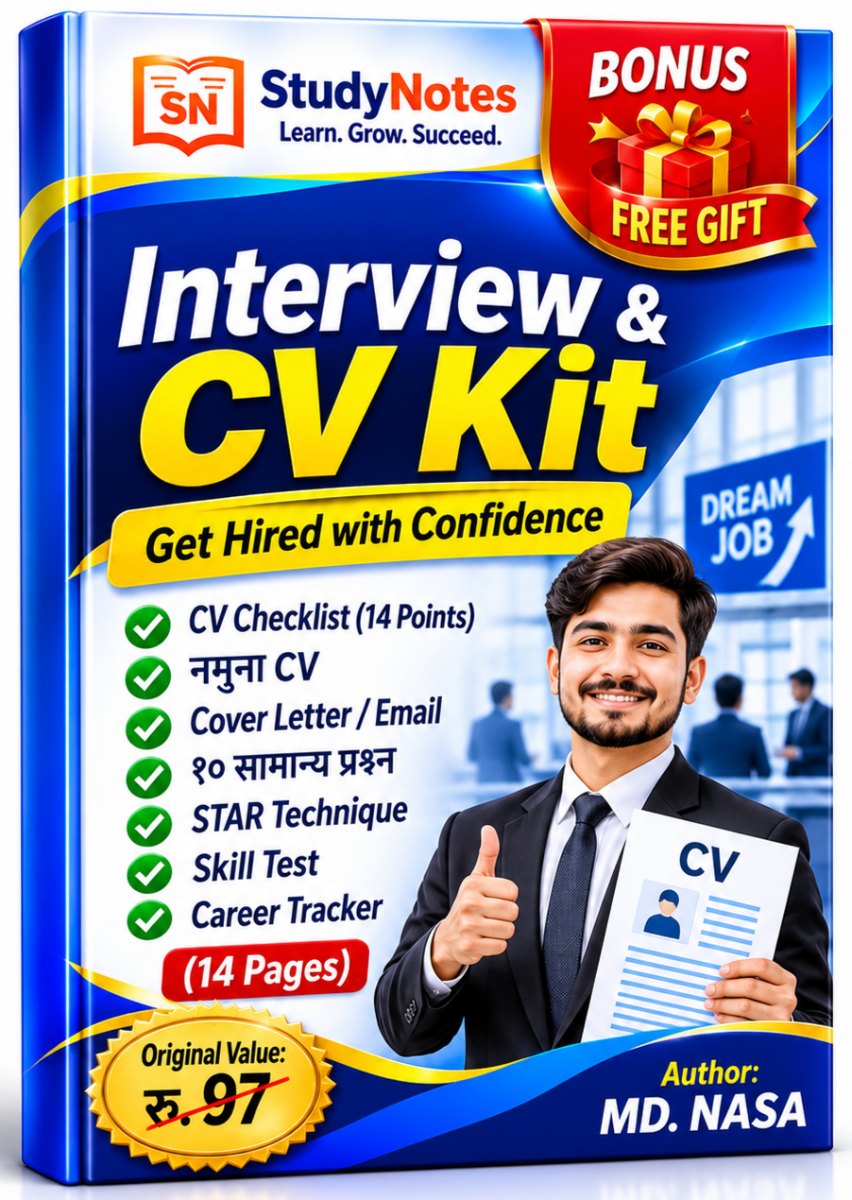 SN
StudyNotes
Learn. Grow. Succeed.
BONUS
FREE GIFT
Interview &
CV Kit
Get Hired with Confidence
DREAM
JOB
CV Checklist (14 Points)
नमुना CV
Cover Letter / Email
१० सामान्य प्रश्न
STAR Technique
Skill Test
Career Tracker
(14 Pages)
CV
Original Value:
रु. 97
Author:
MD. NASA